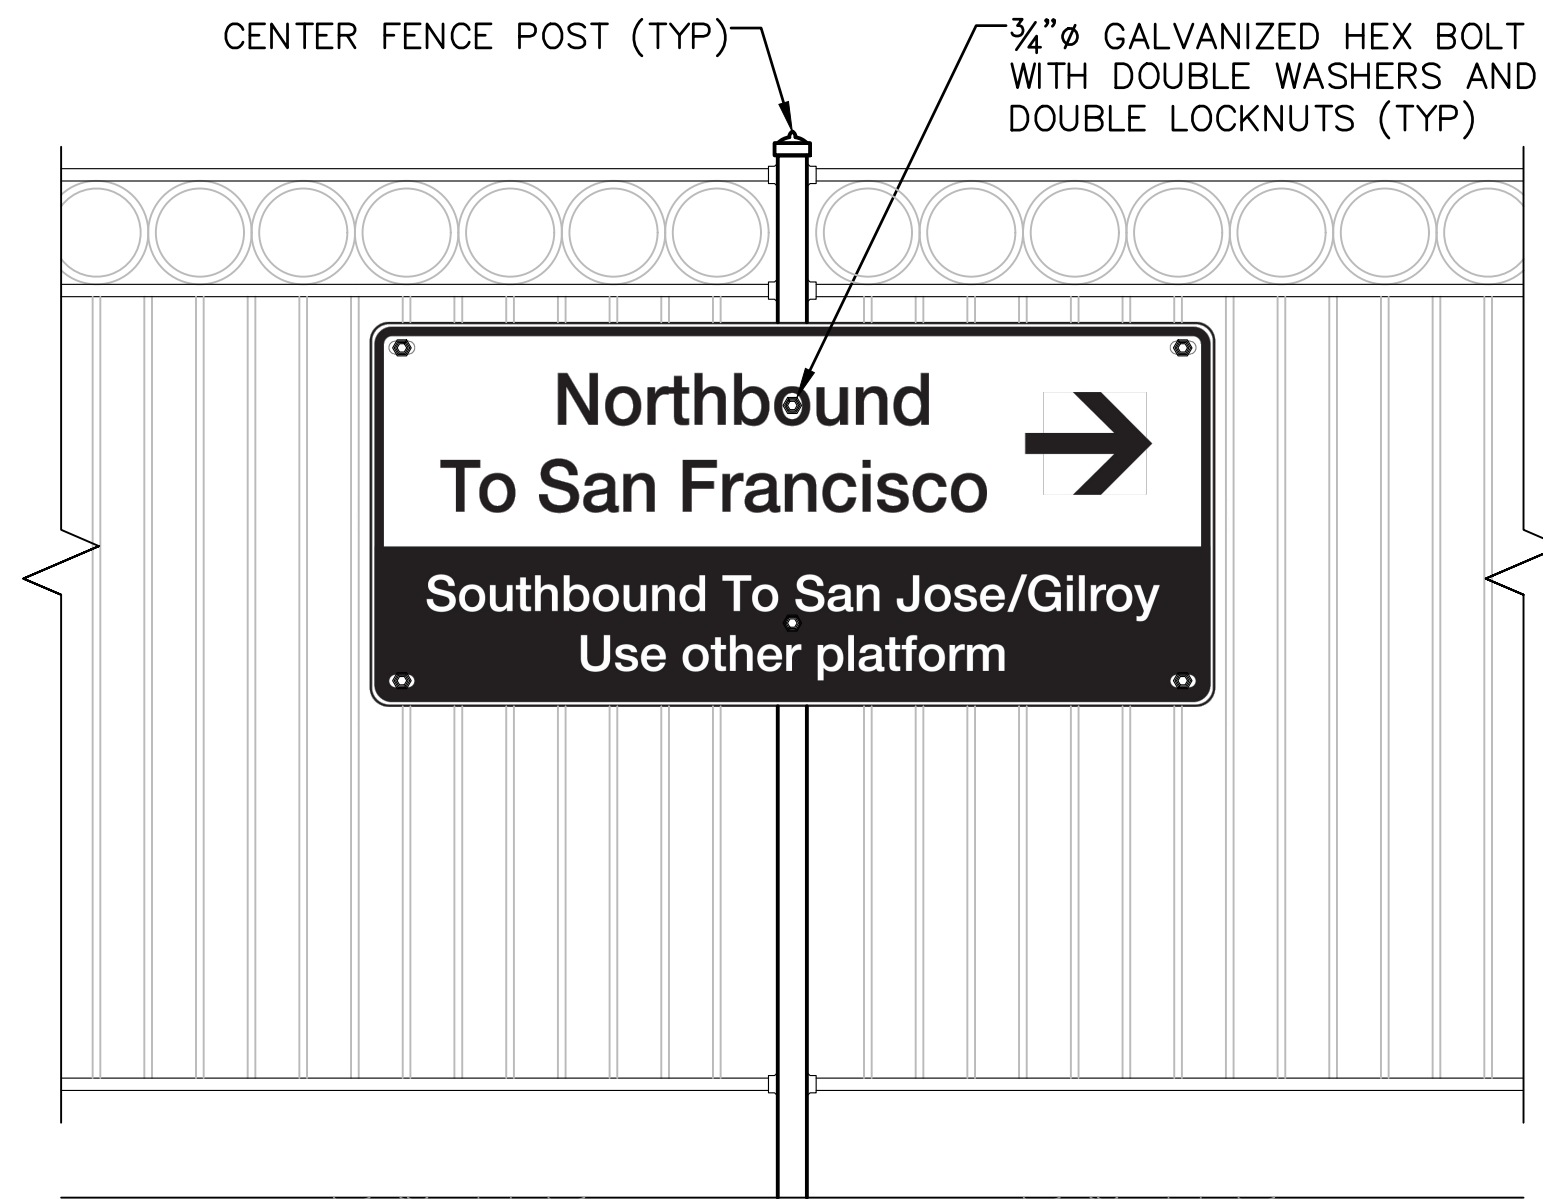 CENTER FENCE POST (TYP)
¾"ø GALVANIZED HEX BOLT
WITH DOUBLE WASHERS AND
DOUBLE LOCKNUTS (TYP)
Northbound
To San Francisco
Southbound To San Jose/Gilroy
Use other platform